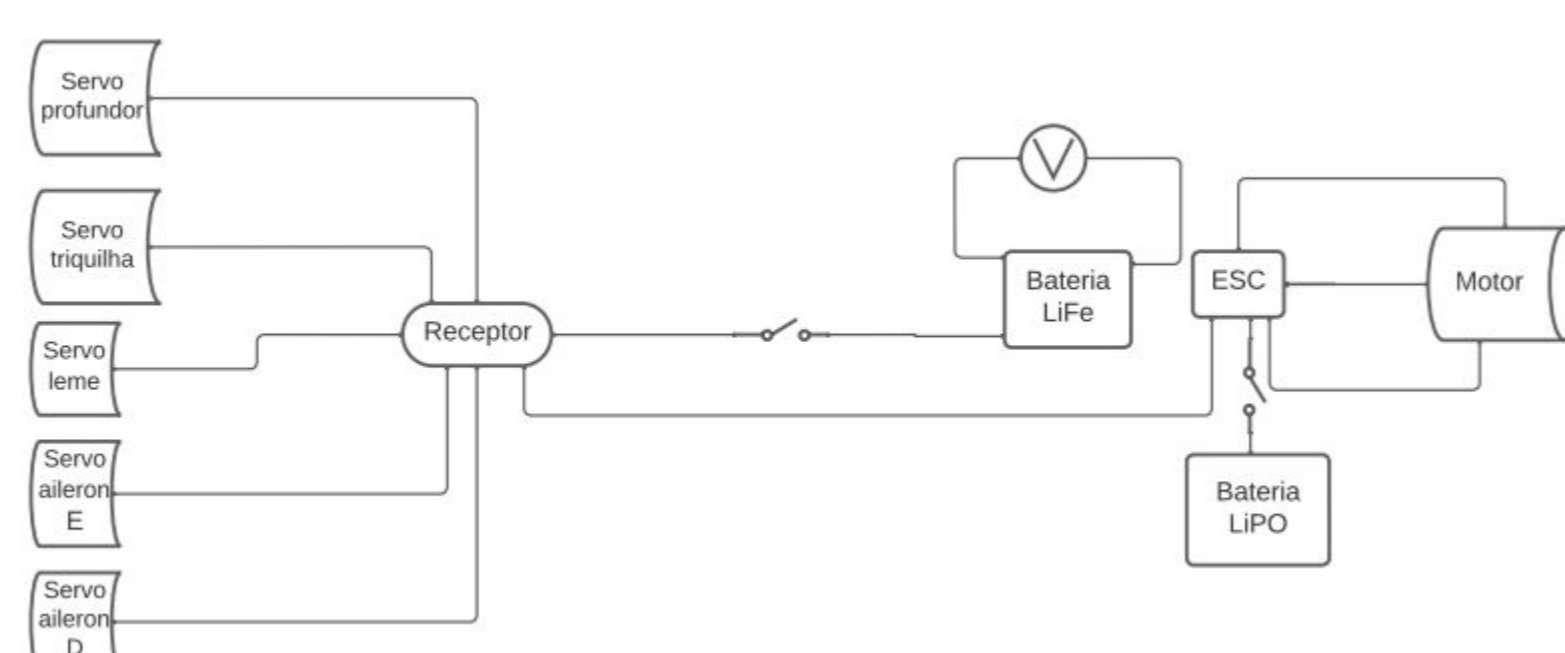 Servo
profundor
Servo
triquilha
Servo
leme
Servo
aileron
E
Servo
aileron
D
Receptor
V
Bateria
LiFe
ESC
Motor
Bateria
LiPO